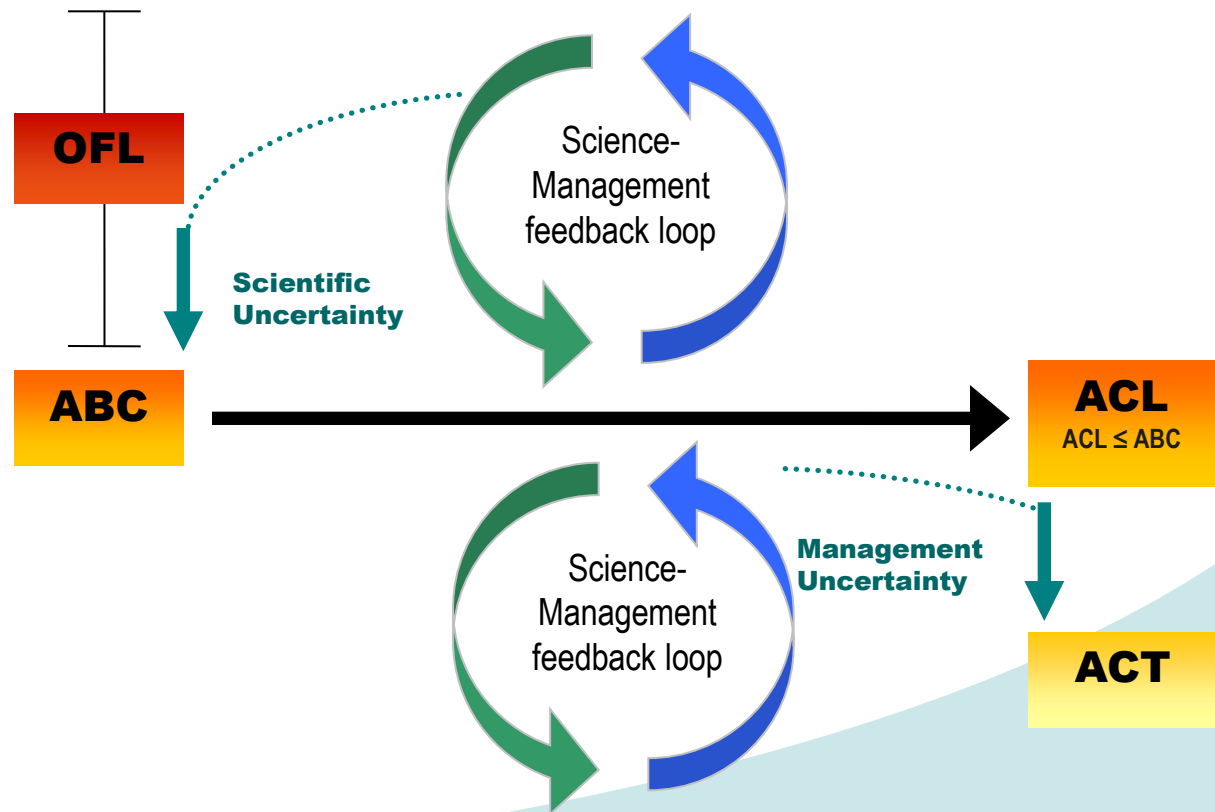 OFL
Science-
Management
feedback loop
Scientific
Uncertainty
ABC
ACL
ACL ≤ ABC
Science-
Management
feedback loop
Management
Uncertainty
ACT